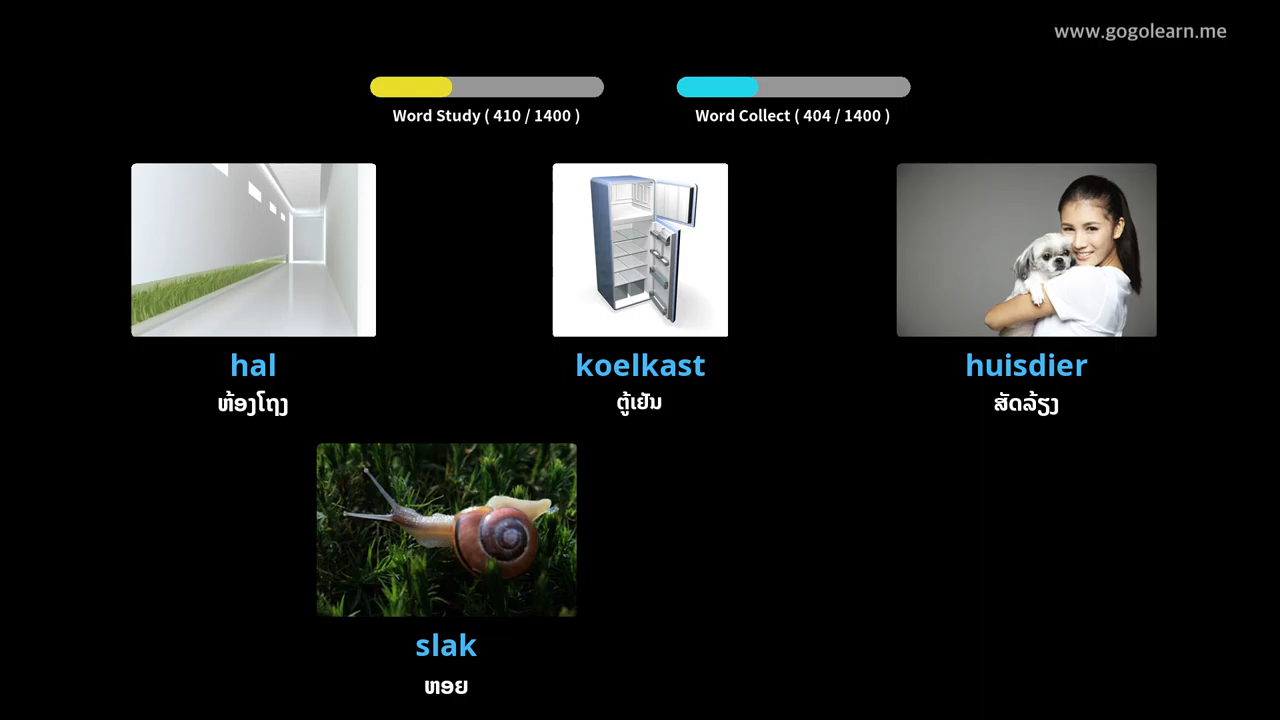 www.gogolearn.me
Word Study ( 410 / 1400 )
Word Collect ( 404 / 1400 )
hal
ຫ້ອງໂຖງ
koelkast
ຕູ້ເຢັນ
huisdier
ສັດລ້ຽງ
slak
ຫອຍ